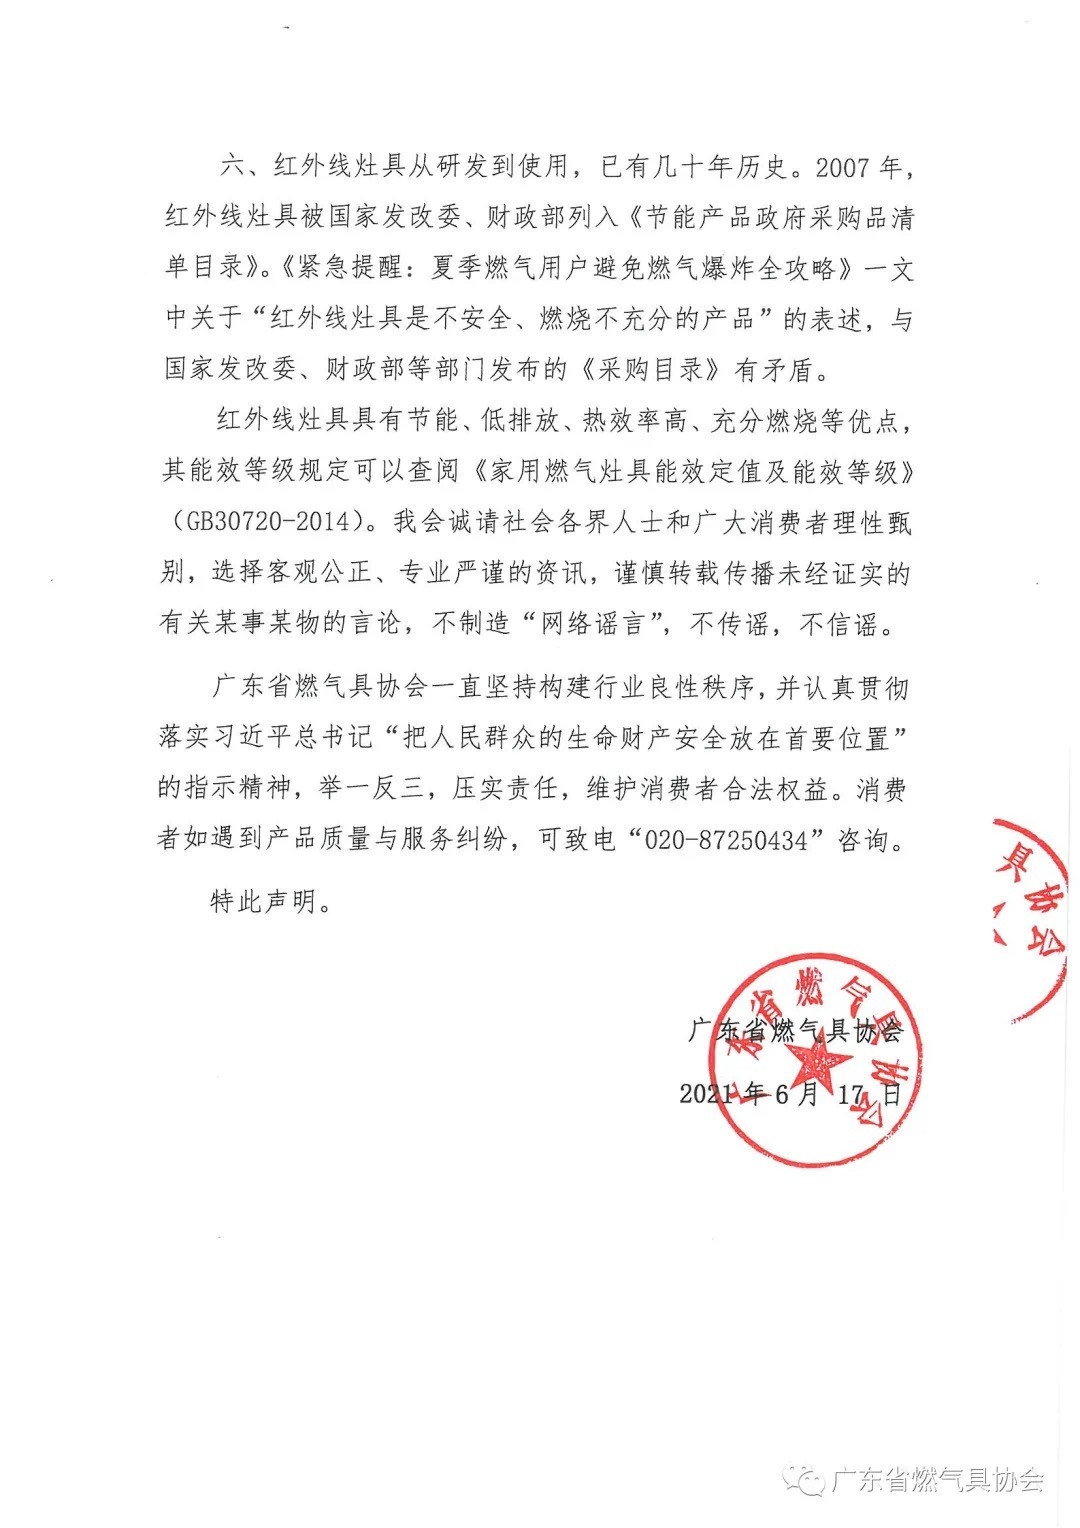 六、红外线灶具从研发到使用，已有几十年历史。2007 年，
红外线灶具被国家发改委、财政部列入《节能产品政府采购品清
单目录》。《紧急提醒：夏季燃气用户避免燃气爆炸全攻略》一文
中关于“红外线灶具是不安全、燃烧不充分的产品”的表述，与
国家发改委、财政部等部门发布的《采购目录》有矛盾。
红外线灶具具有节能、低排放、热效率高、充分燃烧等优点，
其能效等级规定可以查阅《家用燃气灶具能效定值及能效等级》
（GB30720-2014）。我会诚请社会各界人士和广大消费者理性甄
别，选择客观公正、专业严谨的资讯，谨慎转载传播未经证实的
有关某事某物的言论，不制造“网络谣言”，不传谣，不信谣。
广东省燃气具协会一直坚持构建行业良性秩序，并认真贯彻
落实习近平总书记“把人民群众的生命财产安全放在首要位置”
的指示精神，举一反三，压实责任，维护消费者合法权益。消费
者如遇到产品质量与服务纠纷，可致电“020-87250434”咨询。
特此声明。
具协会
广东省燃气具协会
广东省燃气具协会
2021 年 6 月 17 日
广东省燃气具协会